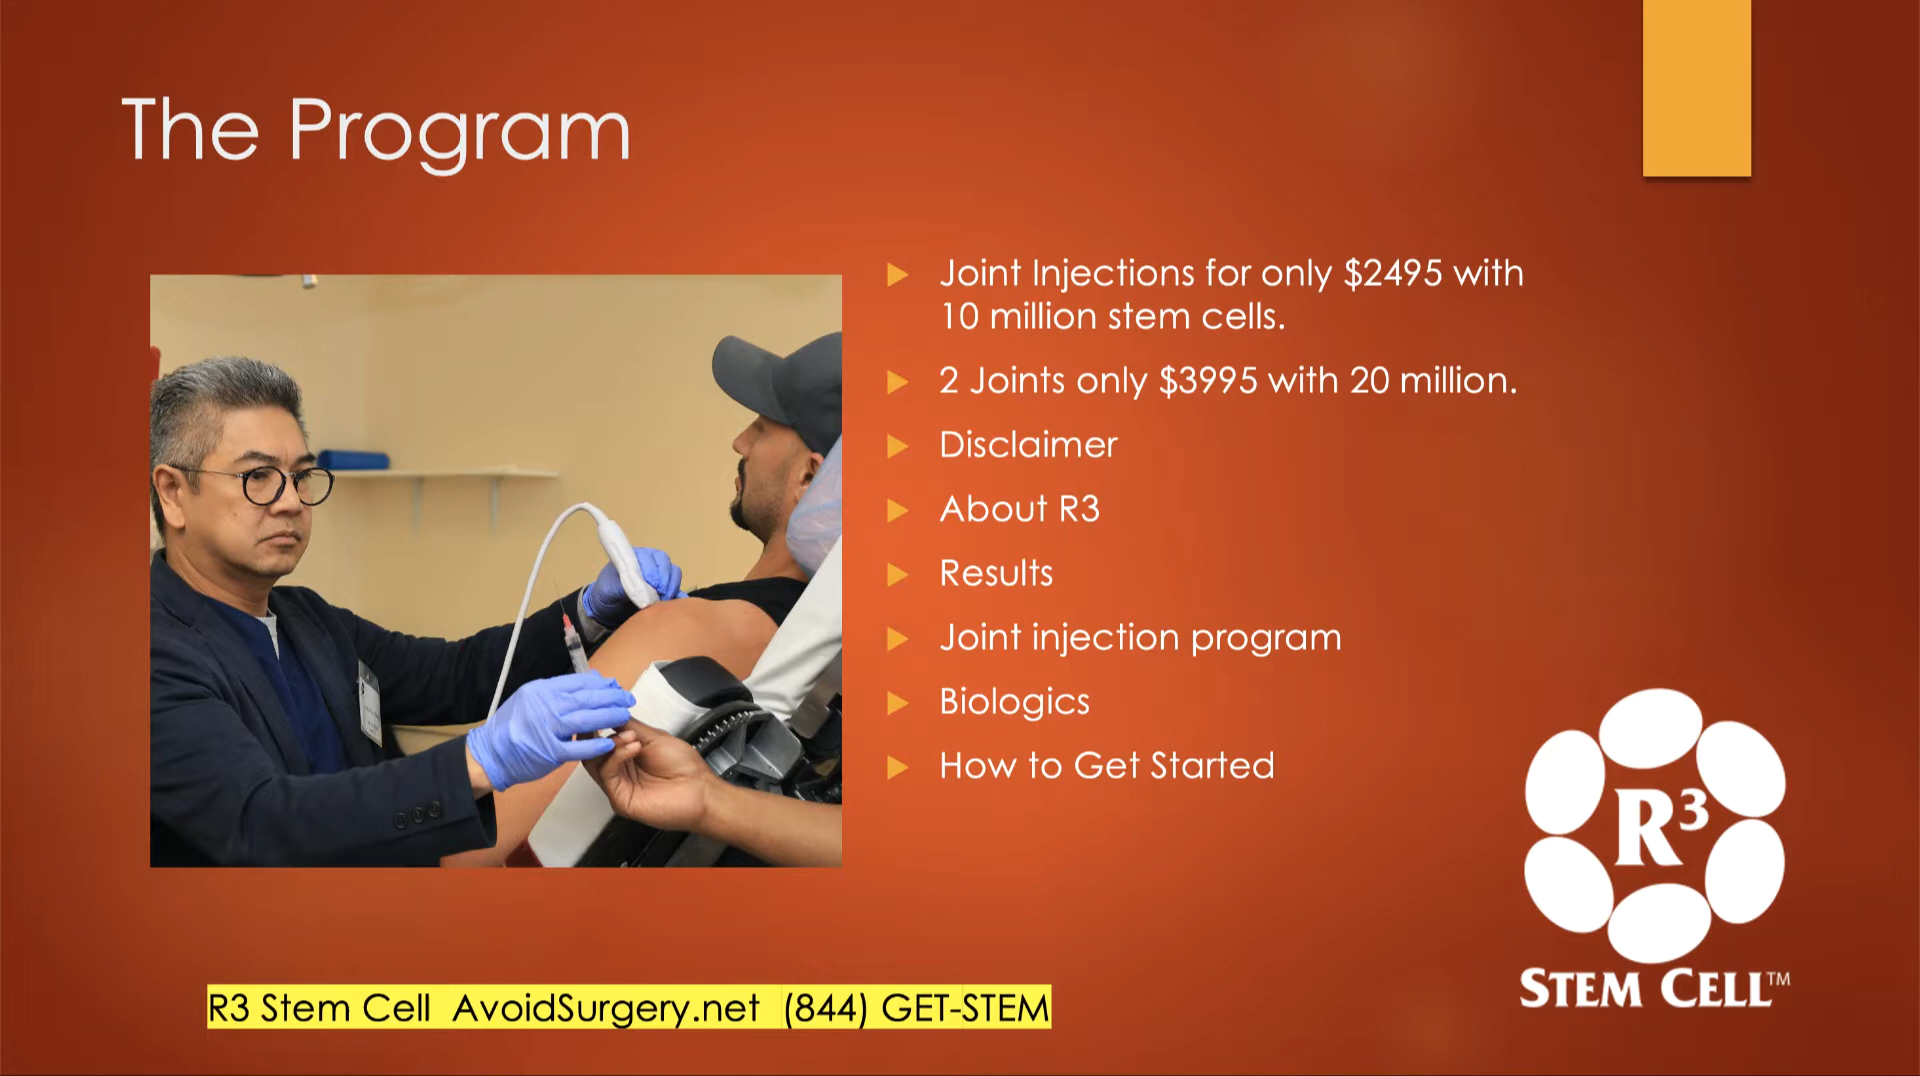 The Program
Joint Injections for only $2495 with
10 million stem cells.
2 Joints only $3995 with 20 million.
Disclaimer
About R3
Results
Joint injection program
Biologics
How to Get Started
R3
STEM CELL™
R3 Stem Cell AvoidSurgery.net (844) GET-STEM